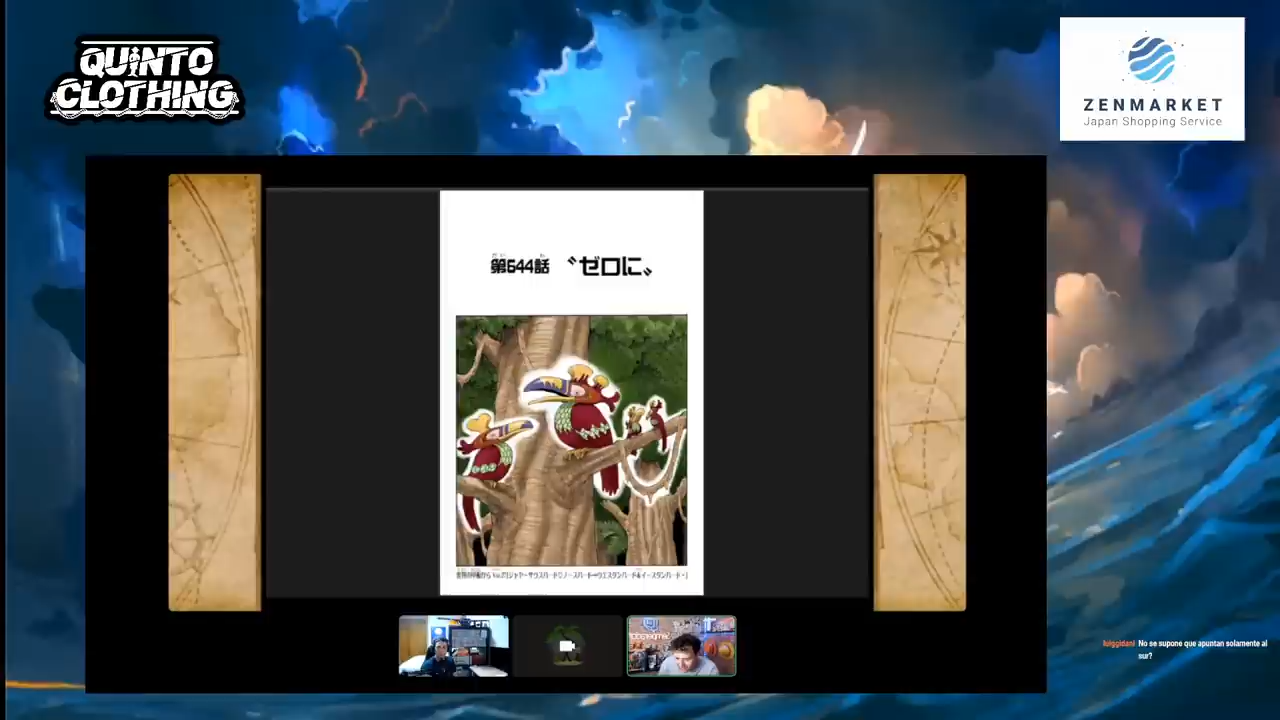 QUINTO
CLOTHING
ZENMARKET
Japan Shopping Service
第644話 〝ゼロに〟
luiggidani No se supone que apuntan solamente al
sur?